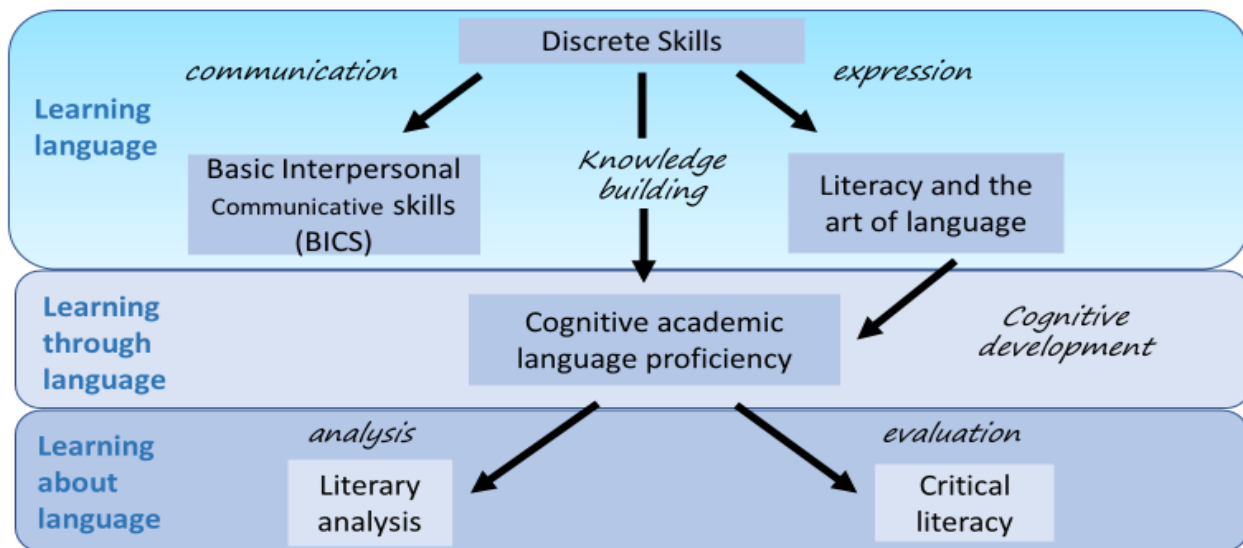 Discrete Skills
communication
expression
Learning
language
Basic Interpersonal
Communicative skills
(BICS)
Knowledge
building
Literacy and the
art of language
Learning
through
language
Cognitive academic
language proficiency
Cognitive
development
Learning
about
language
analysis
evaluation
Literary
analysis
Critical
literacy